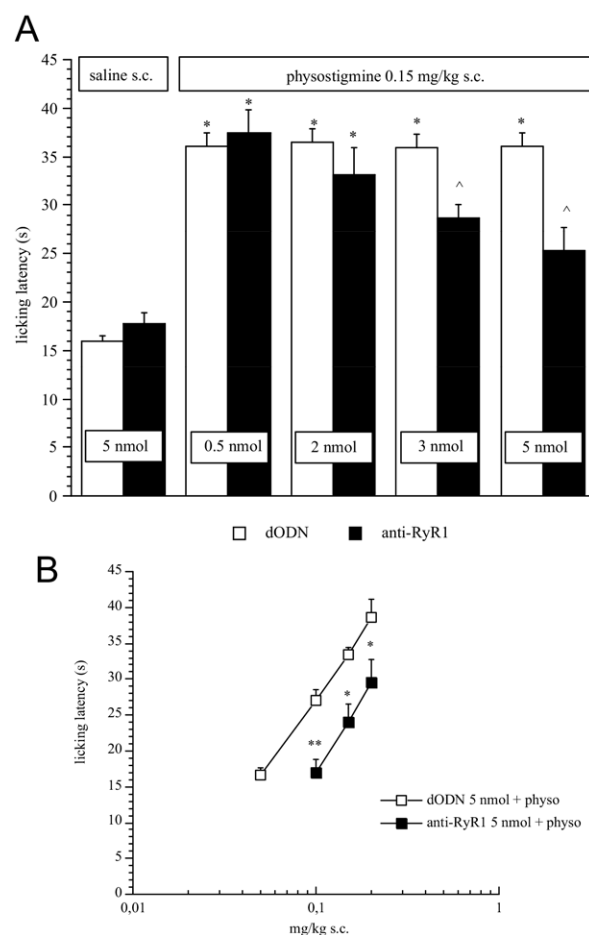 A
45
saline s.c. physostigmine 0.15 mg/kg s.c.
40
* * * * * *
35
30
^ ^
25
20
15
10
5
0
licking latency (s)
5 nmol 0.5 nmol 2 nmol 3 nmol 5 nmol
dODN anti-RyR1
B
45
40
35
30
25
20
15
10
5
0
licking latency (s)
** * *
dODN 5 nmol + physo
anti-RyR1 5 nmol + physo
0,01 0,1 1
mg/kg s.c.